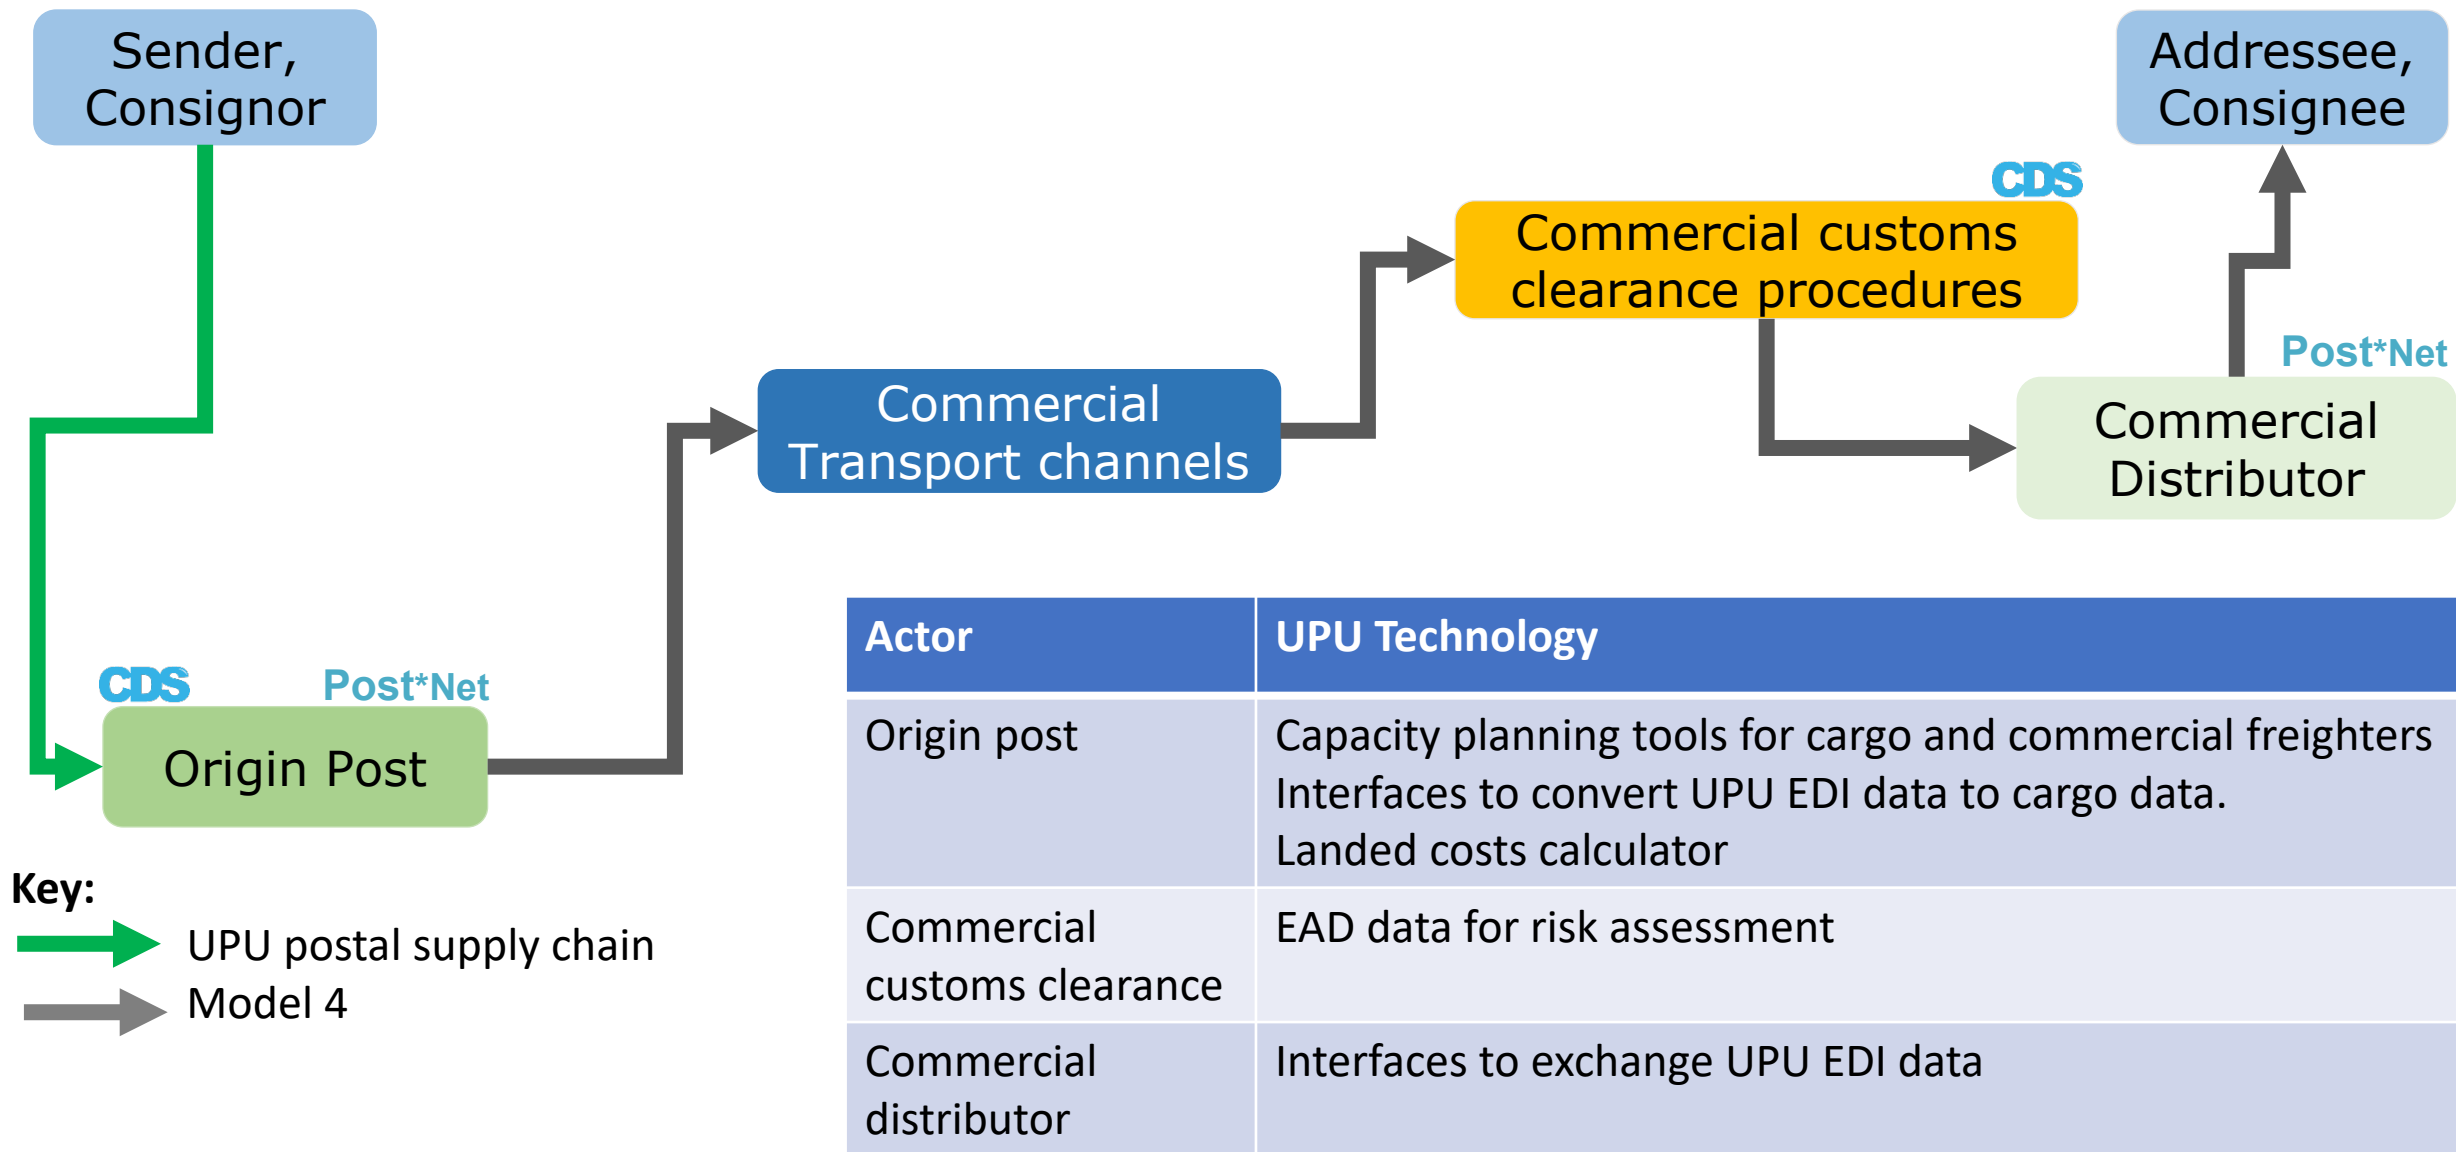 Sender,
Consignor
Addressee,
Consignee
CDS
Commercial customs
clearance procedures
Post*Net
Commercial
Transport channels
Commercial
Distributor
CDS
Post*Net
Origin Post
Key:
UPU postal supply chain
Model 4
Actor
UPU Technology
Origin post
Capacity planning tools for cargo and commercial freighters
Interfaces to convert UPU EDI data to cargo data.
Landed costs calculator
Commercial
customs clearance
EAD data for risk assessment
Commercial
distributor
Interfaces to exchange UPU EDI data